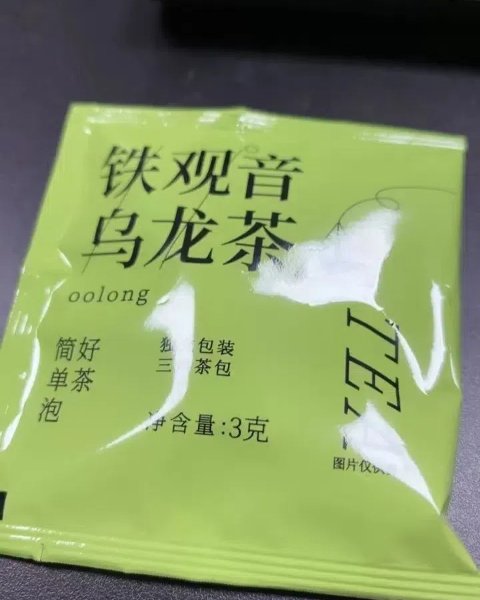 铁观音
乌龙茶
oolong
好茶
简单泡
包装
茶包
净含量:3克
图片仅供